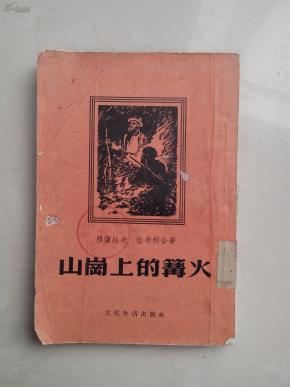 穆薩托夫 恰奇柯合著
山崗上的篝火
文化生活出版社